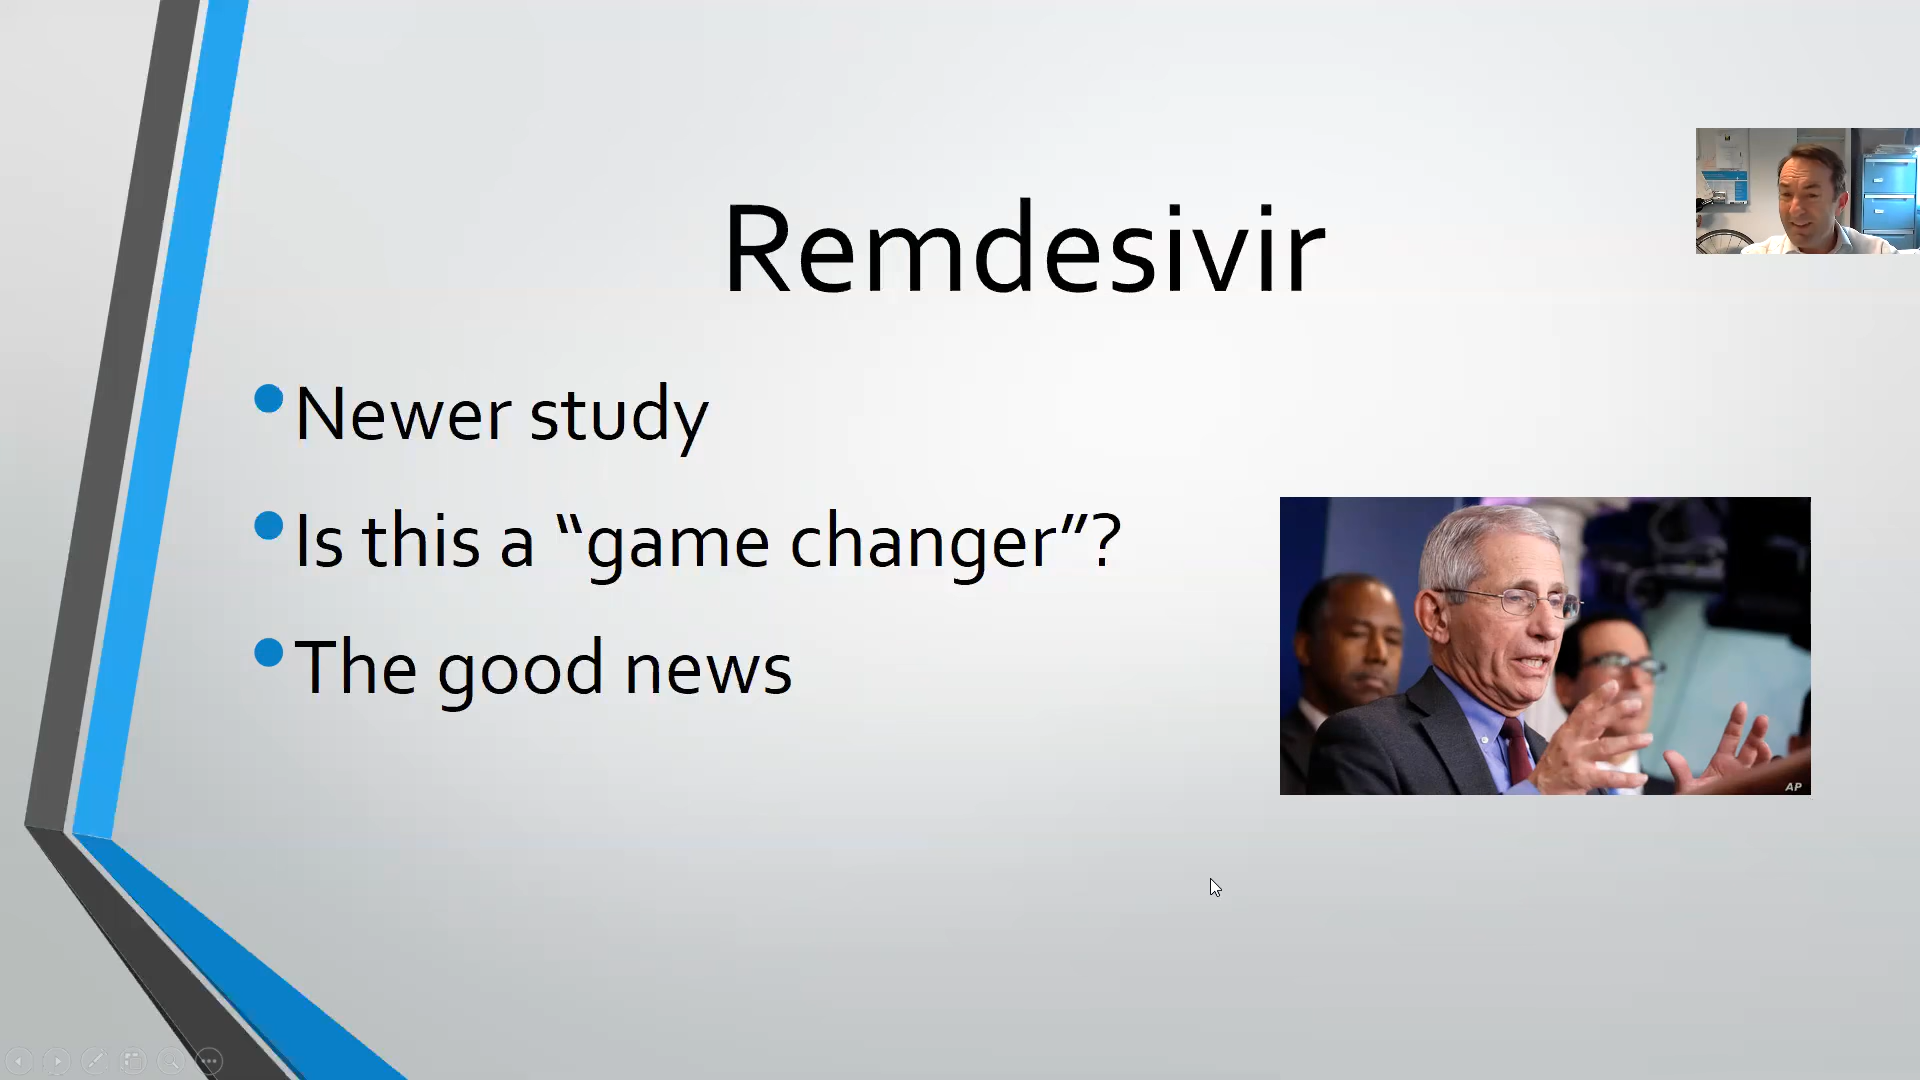 Remdesivir
Newer study
Is this a “game changer”?
The good news
AP